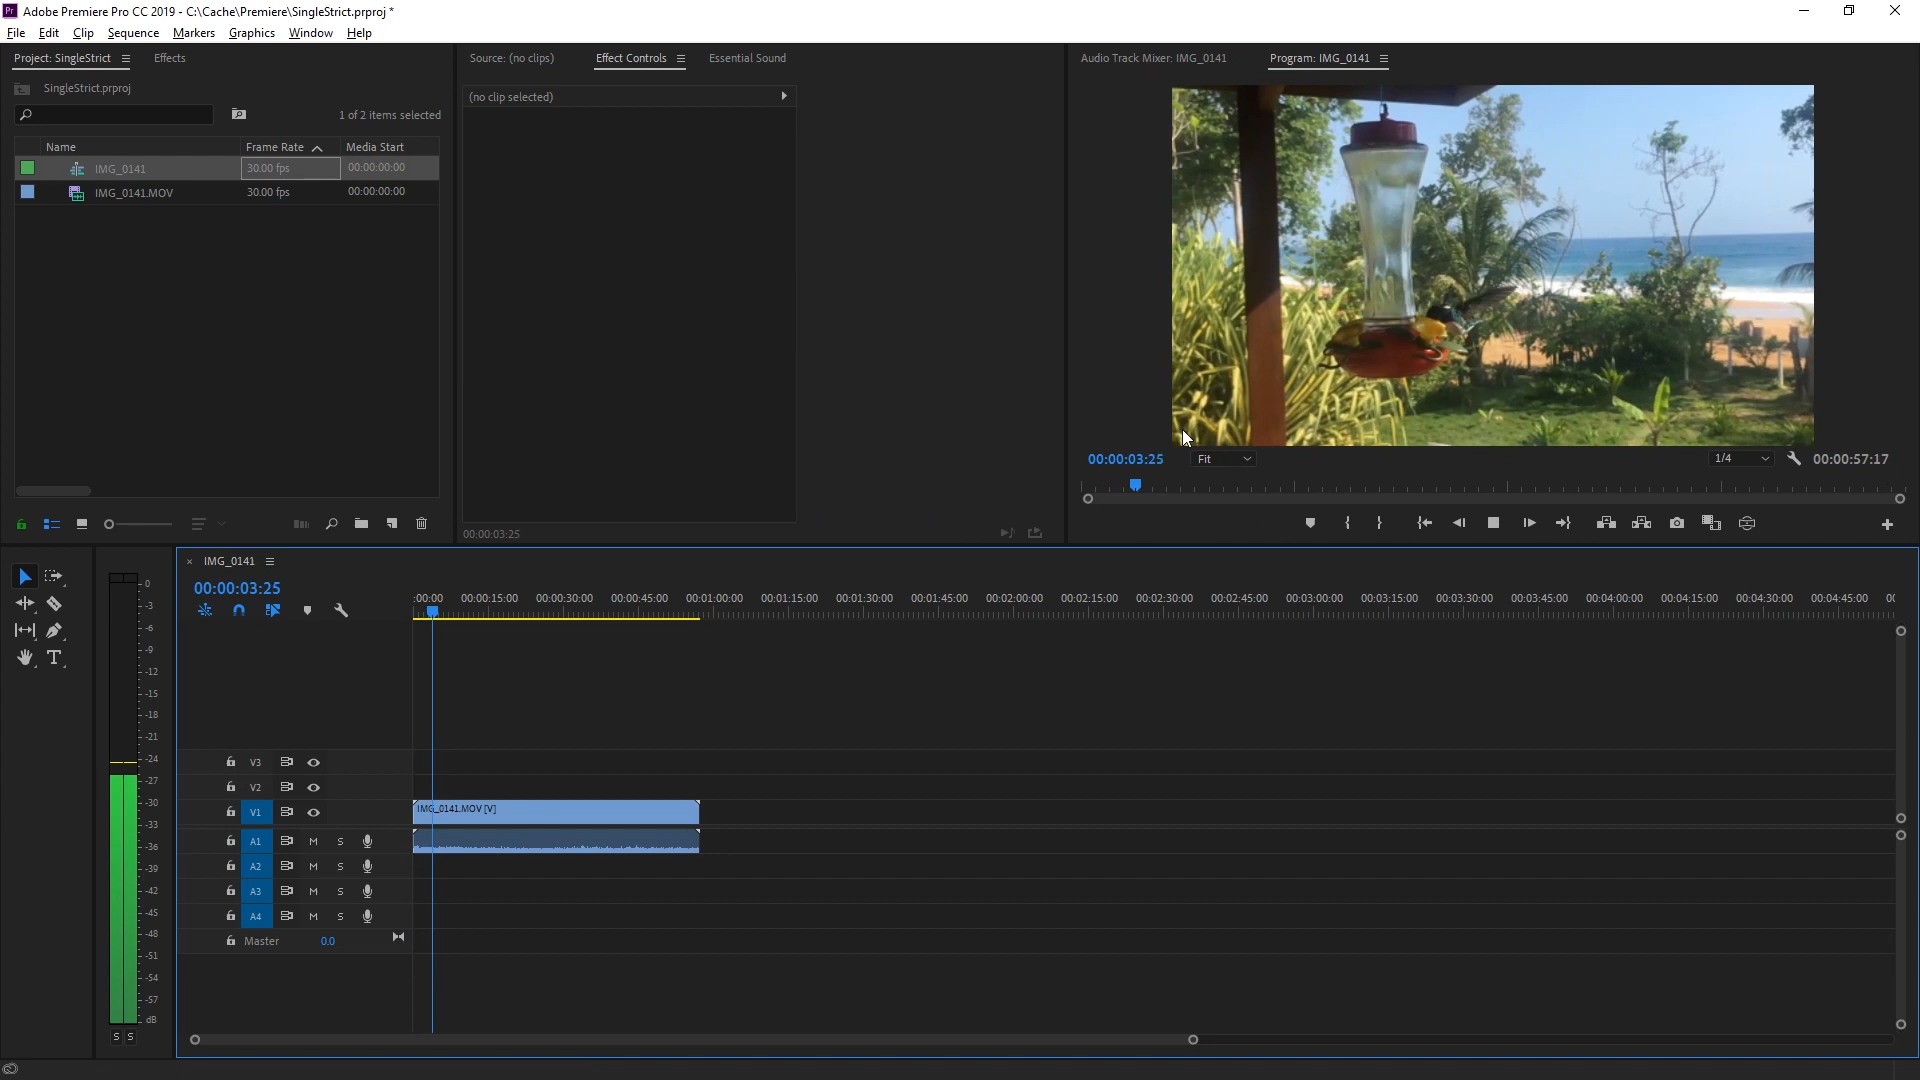 Pr Adobe Premiere Pro CC 2019 - C:\Cache\Premiere\SingleStrict.prproj *
File Edit Clip Sequence Markers Graphics Window Help
Project: SingleStrict Effects
SingleStrict.prproj
1 of 2 items selected
Name Frame Rate Media Start
IMG_0141 30.00 fps 00:00:00:00
IMG_0141.MOV 30.00 fps 00:00:00:00
Source: (no clips) Effect Controls Essential Sound
(no clip selected)
00:00:03:25
Audio Track Mixer: IMG_0141 Program: IMG_0141
00:00:03:25 Fit 1/4 00:00:57:17
× IMG_0141
00:00:03:25
:00:00 00:00:15:00 00:00:30:00 00:00:45:00 00:01:00:00 00:01:15:00 00:01:30:00 00:01:45:00 00:02:00:00 00:02:15:00 00:02:30:00 00:02:45:00 00:03:00:00 00:03:15:00 00:03:30:00 00:03:45:00 00:04:00:00 00:04:15:00 00:04:30:00 00:04:45:00
V3
V2
V1 IMG_0141.MOV [V]
A1 M S
A2 M S
A3 M S
A4 M S
Master 0.0
0
-3
-6
-9
-12
-15
-18
-21
-24
-27
-30
-33
-36
-39
-42
-45
-48
-51
-54
-57
dB
S S